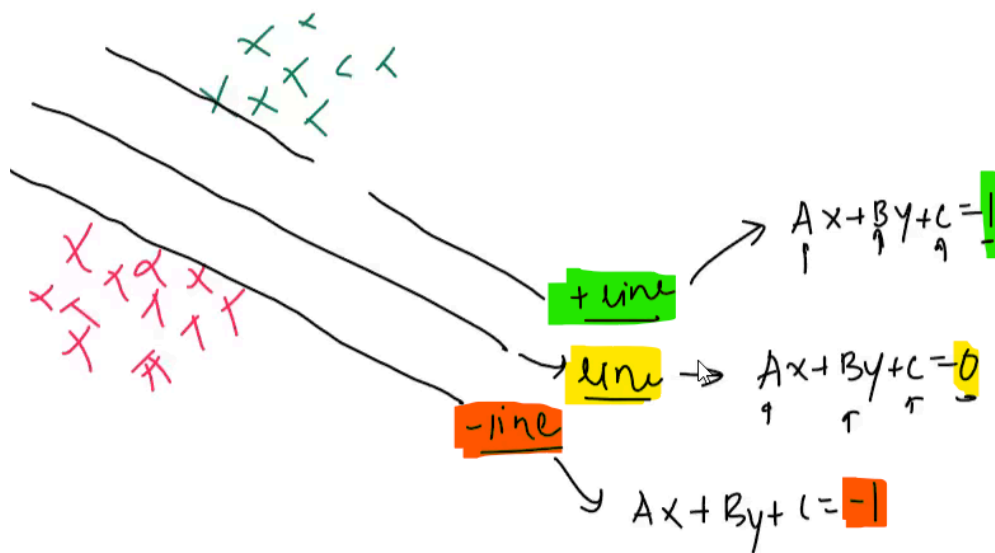 Ax+By+C=1
+ line
line
Ax+By+C=0
-line
Ax+By+C=-1